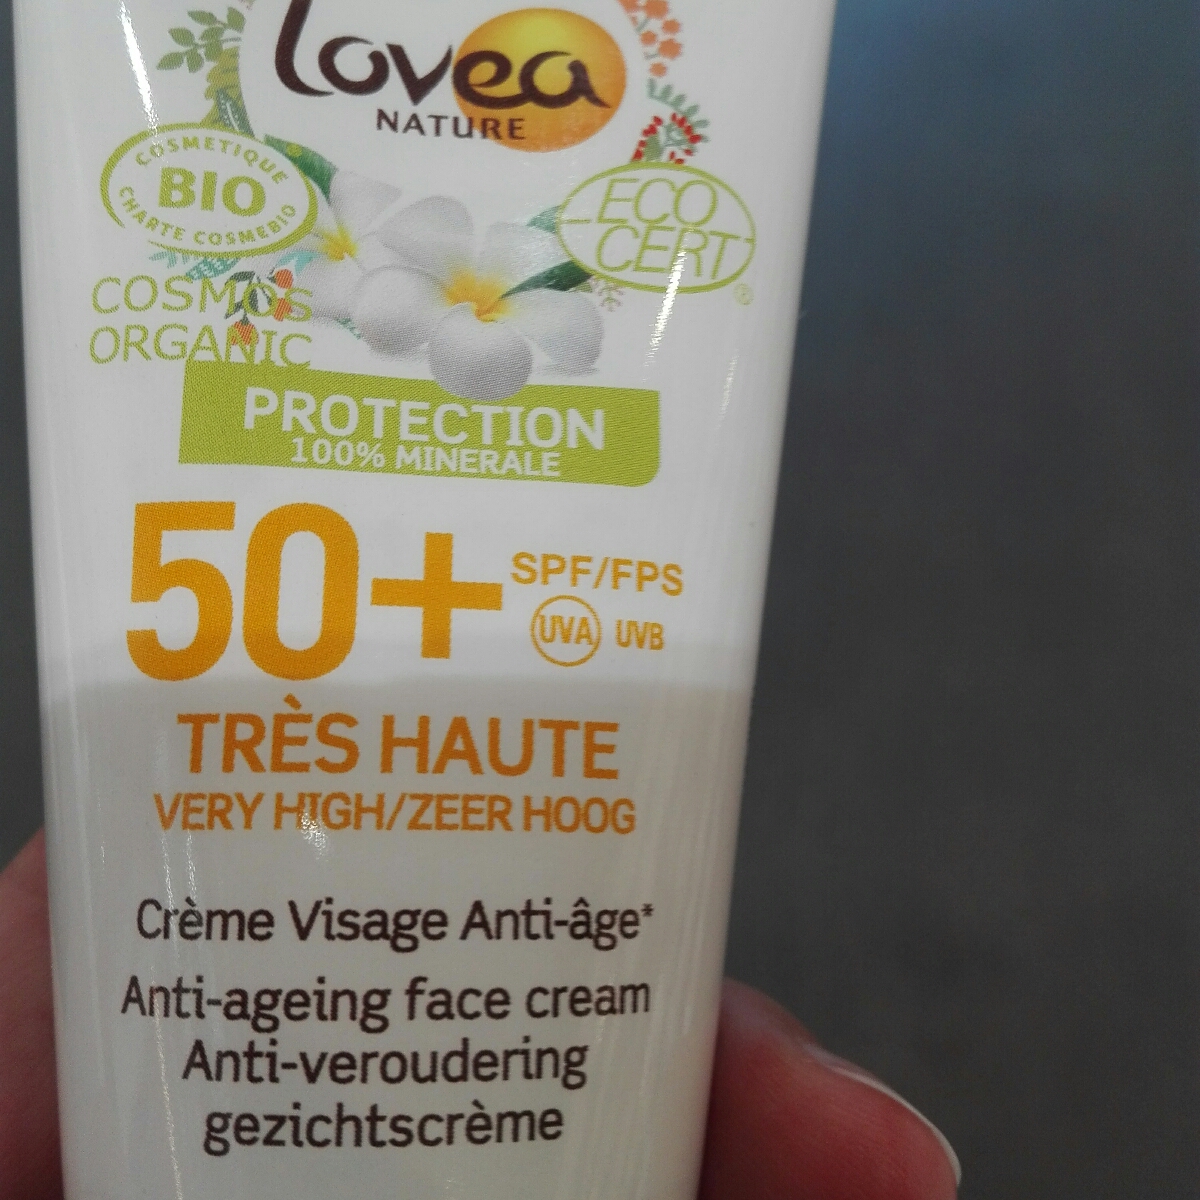 Lovea
NATURE
COSMETIQUE
BIO
CHARTE COSMEBIO
ECO
CERT
®
COSMOS
ORGANIC
PROTECTION
100% MINERALE
50+
SPF/FPS
UVA UVB
TRÈS HAUTE
VERY HIGH/ZEER HOOG
Crème Visage Anti-âge*
Anti-ageing face cream
Anti-veroudering
gezichtscrème